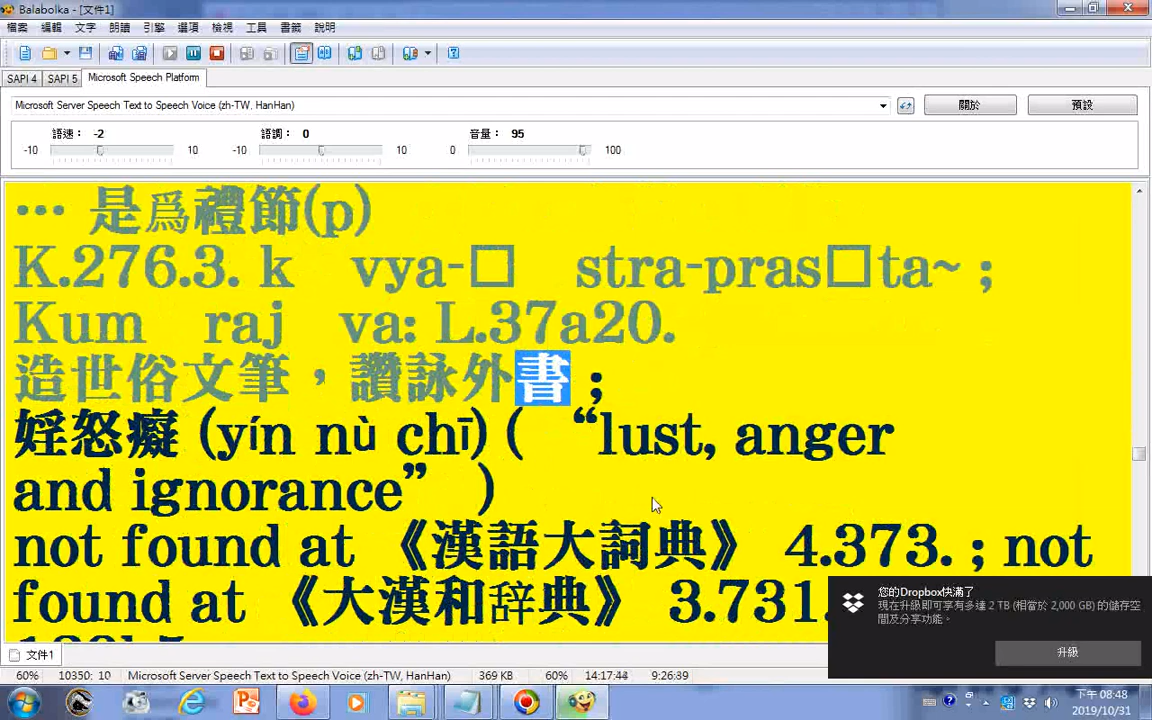 Balabolka - [文件1]
檔案 編輯 文字 朗讀 引擎 選項 檢視 工具 書籤 說明
SAPI 4 SAPI 5 Microsoft Speech Platform
Microsoft Server Speech Text to Speech Voice (zh-TW, HanHan) 關於 預設
語速： -2 語調： 0 音量： 95
-10 10 -10 10 0 100
… 是爲禮節(p)
K.276.3. k vya-□ stra-pras□ta~ ;
Kum raj va: L.37a20.
造世俗文筆，讚詠外書；
婬怒癡 (yín nù chī) ( “lust, anger
and ignorance” )
not found at 《漢語大詞典》 4.373. ; not
found at 《大漢和辞典》 3.731.
您的Dropbox快滿了
現在升級即可享有多達 2 TB (相當於 2,000 GB) 的儲存空
間及分享功能。
升級
文件1
60% 10350: 10 Microsoft Server Speech Text to Speech Voice (zh-TW, HanHan) 369 KB 60% 14:17:44 9:26:39
下午 08:48
2019/10/31